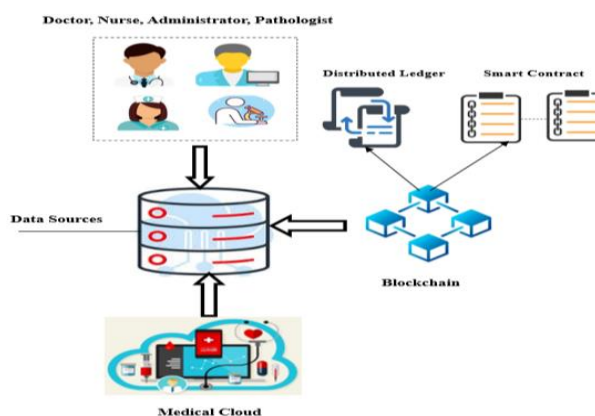 Doctor, Nurse, Administrator, Pathologist
Distributed Ledger
Smart Contract
Data Sources
Blockchain
Medical Cloud